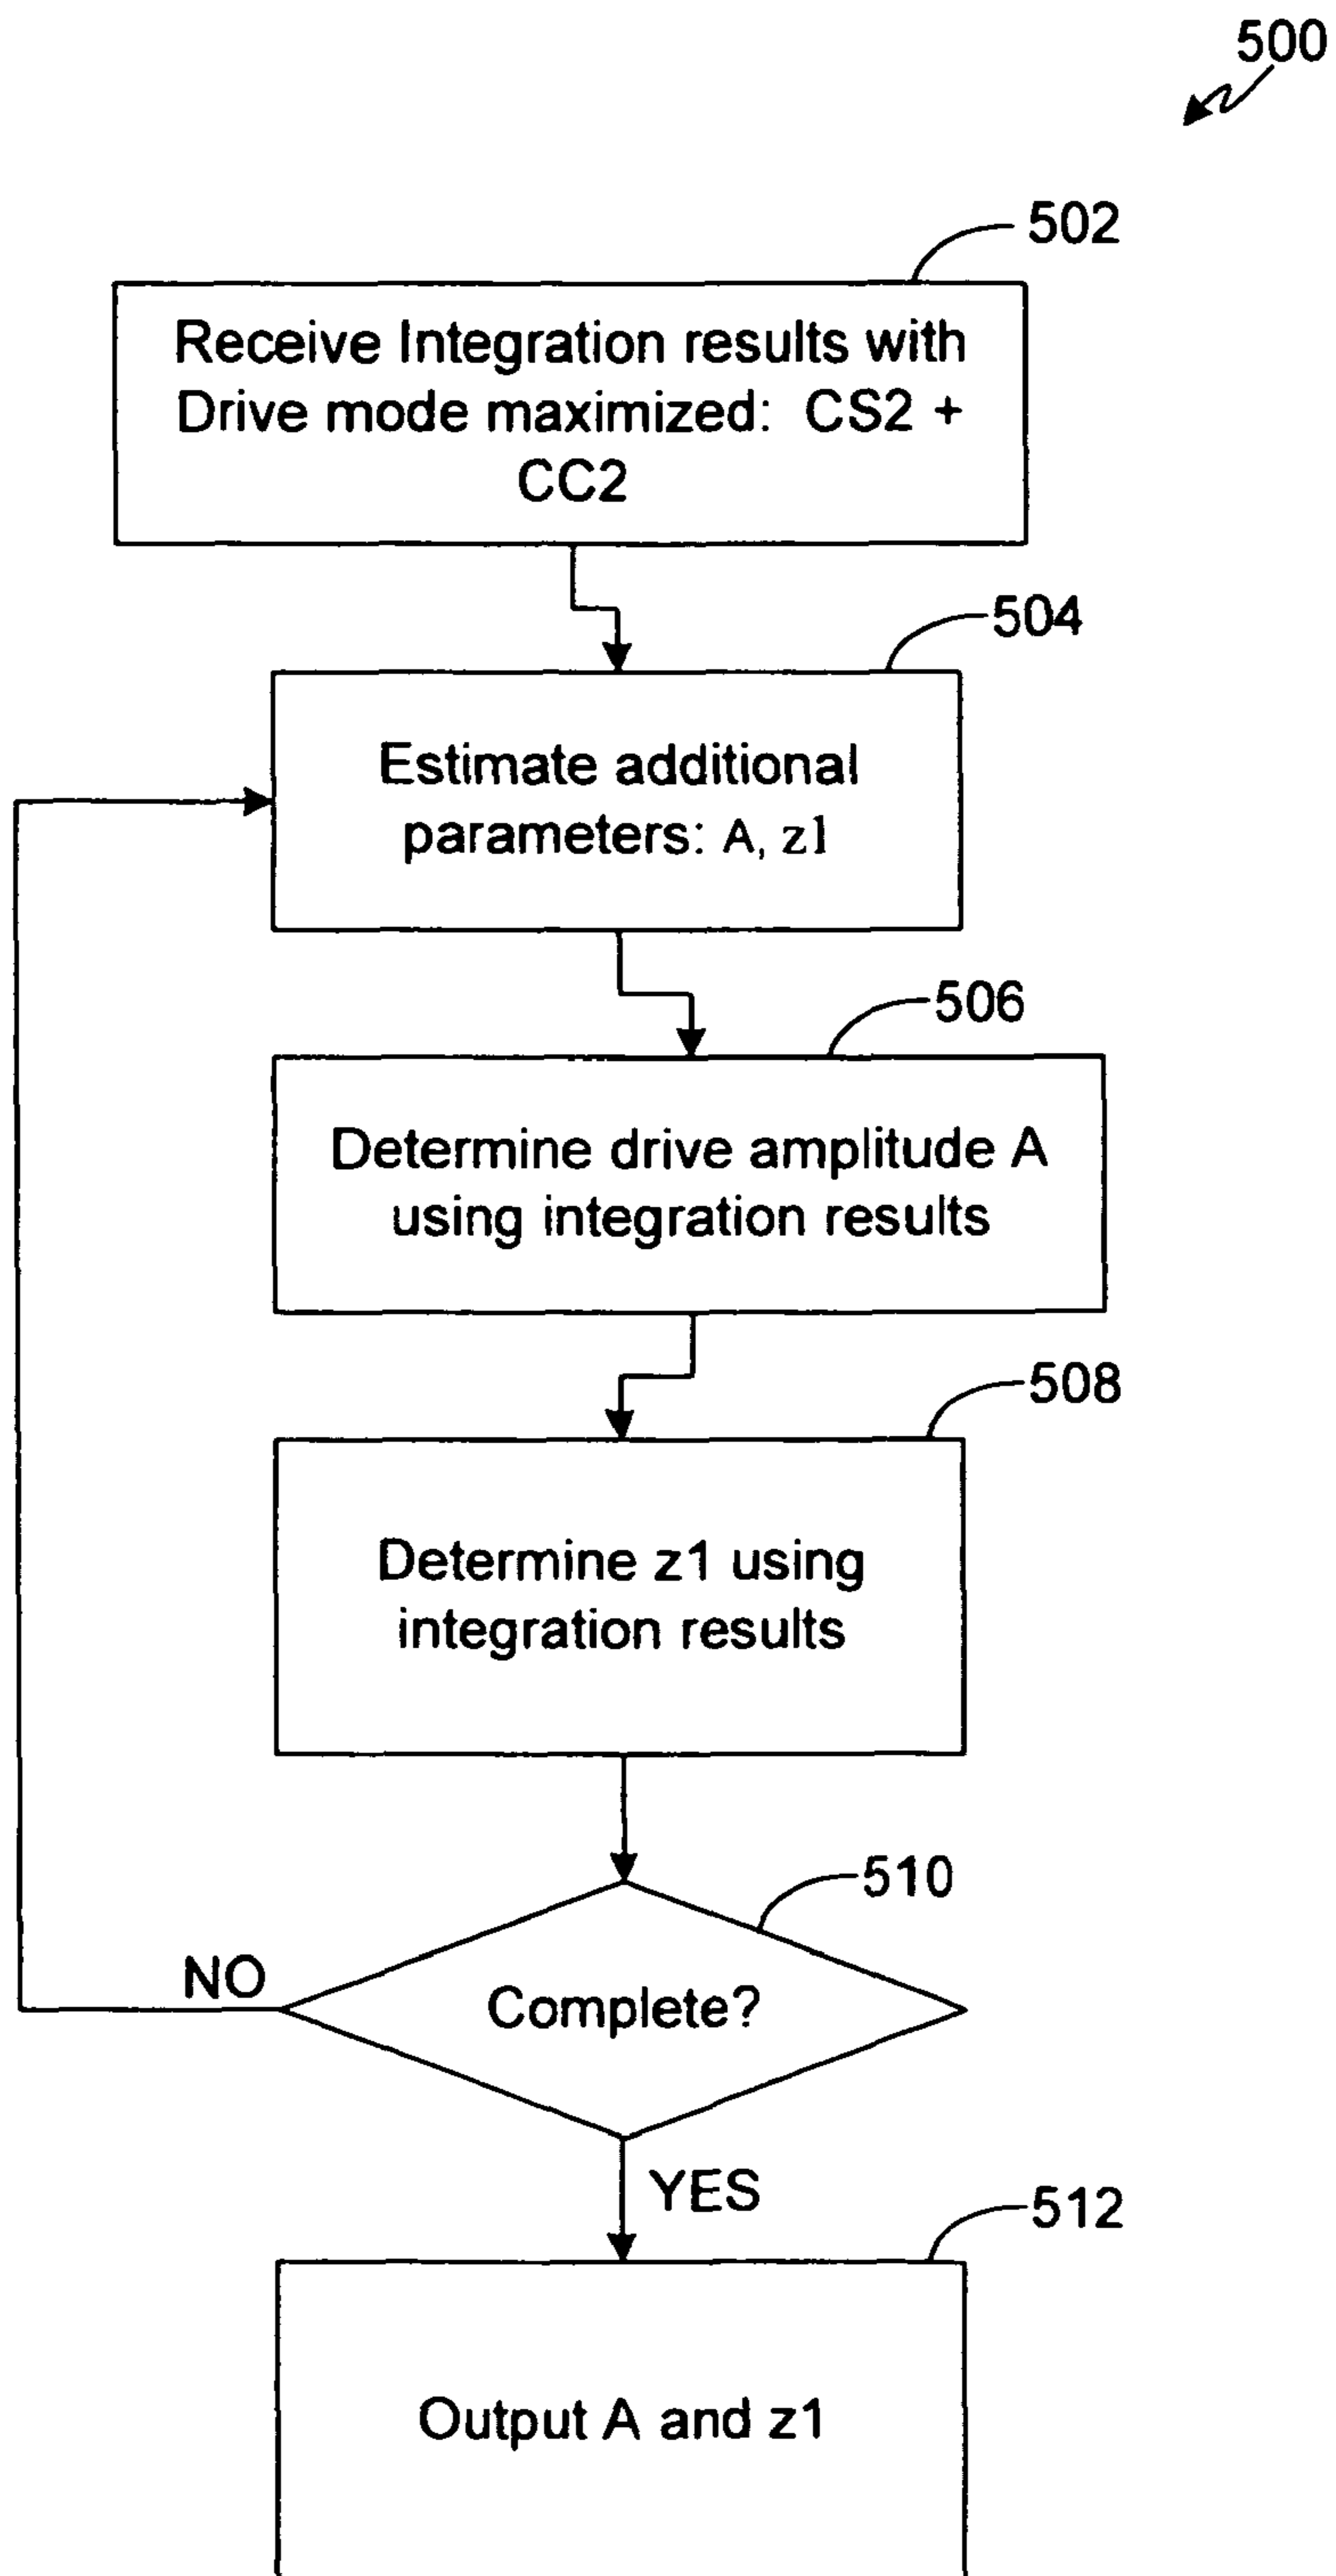 500
502
Receive Integration results with
Drive mode maximized: CS2 +
CC2
504
Estimate additional
parameters: A, z1
506
Determine drive amplitude A
using integration results
508
Determine z1 using
integration results
510
NO
Complete?
YES
512
Output A and z1